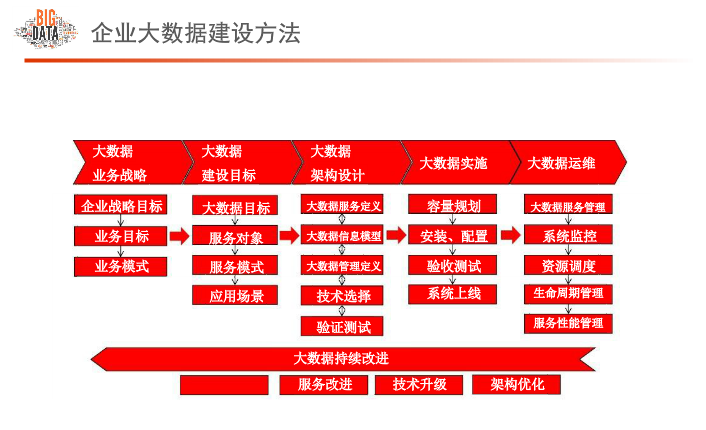 BIG
DATA
企业大数据建设方法
大数据
业务战略
大数据
建设目标
大数据
架构设计
大数据实施
大数据运维
企业战略目标
业务目标
业务模式
大数据目标
服务对象
服务模式
应用场景
大数据服务定义
大数据信息模型
大数据管理定义
技术选择
验证测试
容量规划
安装、配置
验收测试
系统上线
大数据服务管理
系统监控
资源调度
生命周期管理
服务性能管理
大数据持续改进
服务改进
技术升级
架构优化